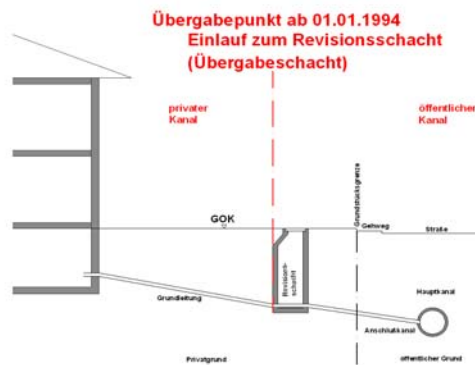 Übergabepunkt ab 01.01.1994
Einlauf zum Revisionsschacht
(Übergabeschacht)
privater
Kanal
öffentlicher
Kanal
Grundstücksgrenze
GOK
Gehweg
Straße
Revisions-
schacht
Grundleitung
Hauptkanal
Anschlußkanal
Privatgrund
öffentlicher Grund